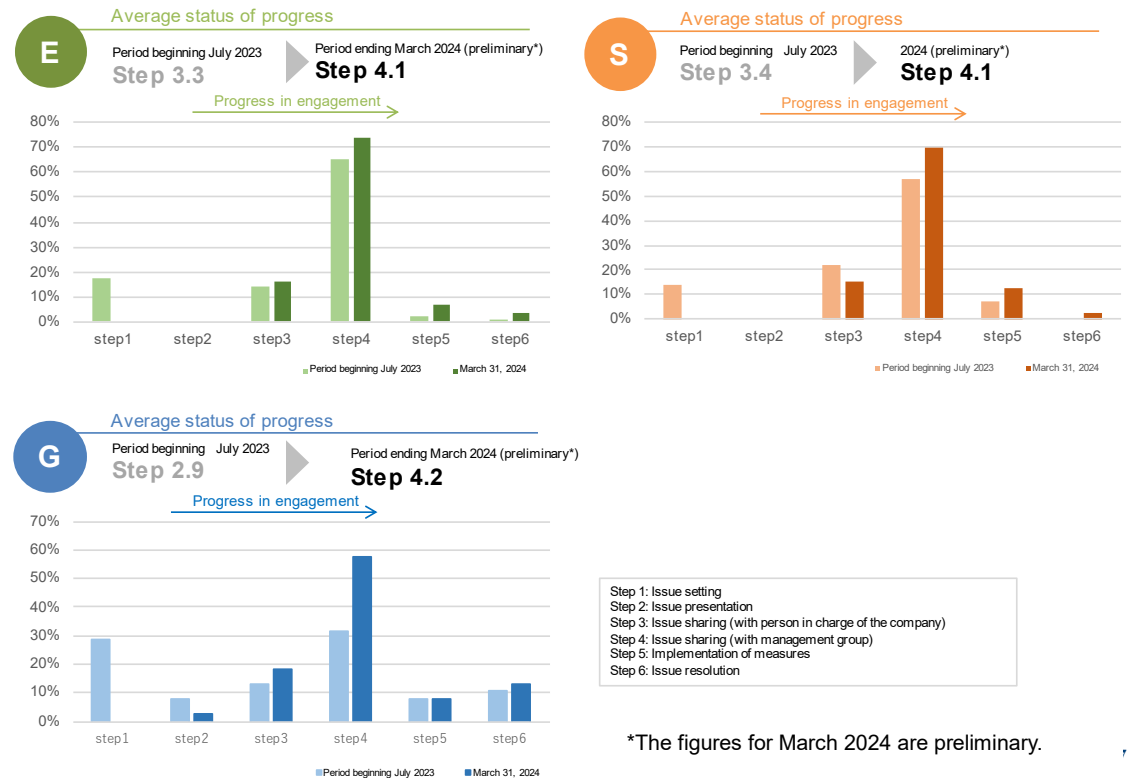 E
Average status of progress
Period beginning July 2023
Step 3.3
Period ending March 2024 (preliminary*)
Step 4.1
Progress in engagement
80%
70%
60%
50%
40%
30%
20%
10%
0%
step1 step2 step3 step4 step5 step6
Period beginning July 2023 March 31, 2024
S
Average status of progress
Period beginning July 2023
Step 3.4
2024 (preliminary*)
Step 4.1
Progress in engagement
80%
70%
60%
50%
40%
30%
20%
10%
0%
step1 step2 step3 step4 step5 step6
Period beginning July 2023 March 31, 2024
G
Average status of progress
Period beginning July 2023
Step 2.9
Period ending March 2024 (preliminary*)
Step 4.2
Progress in engagement
70%
60%
50%
40%
30%
20%
10%
0%
step1 step2 step3 step4 step5 step6
Period beginning July 2023 March 31, 2024
Step 1: Issue setting
Step 2: Issue presentation
Step 3: Issue sharing (with person in charge of the company)
Step 4: Issue sharing (with management group)
Step 5: Implementation of measures
Step 6: Issue resolution
*The figures for March 2024 are preliminary.